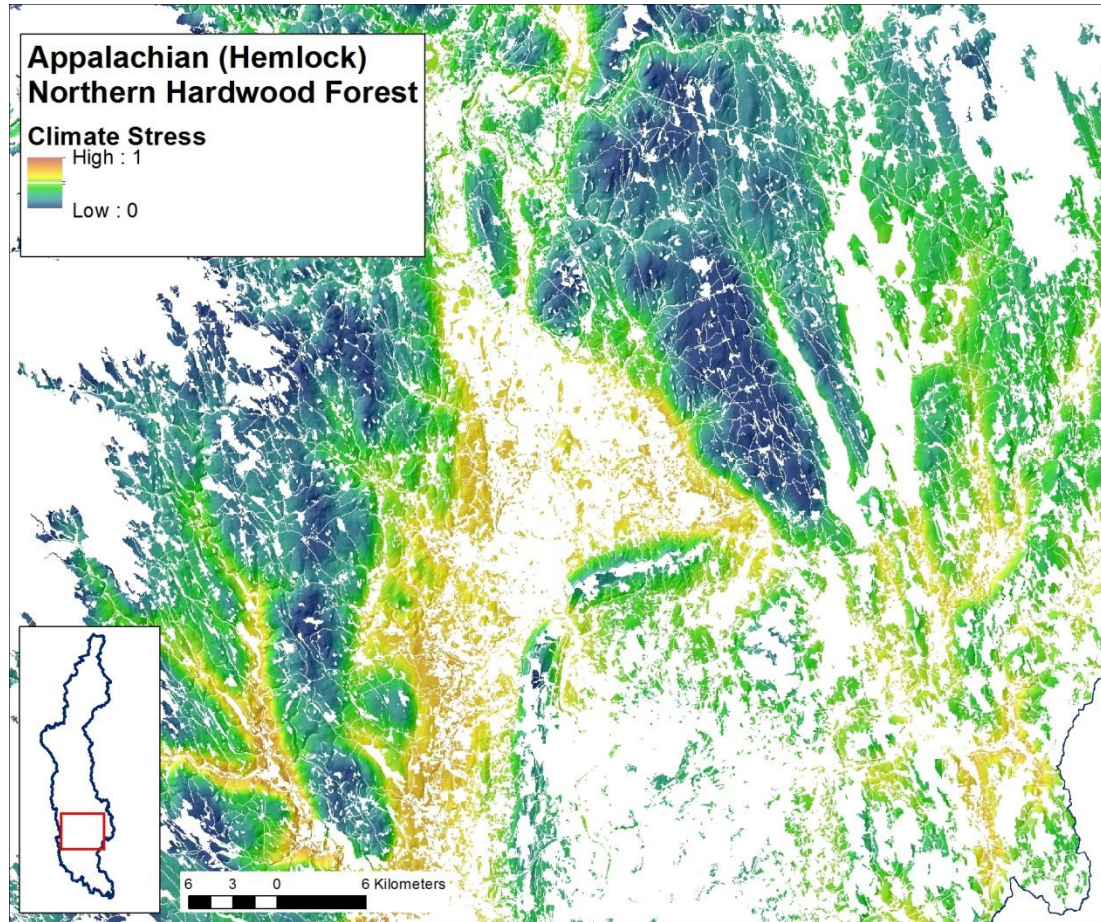 Appalachian (Hemlock)
Northern Hardwood Forest
Climate Stress
High : 1
Low : 0
6 3 0 6 Kilometers